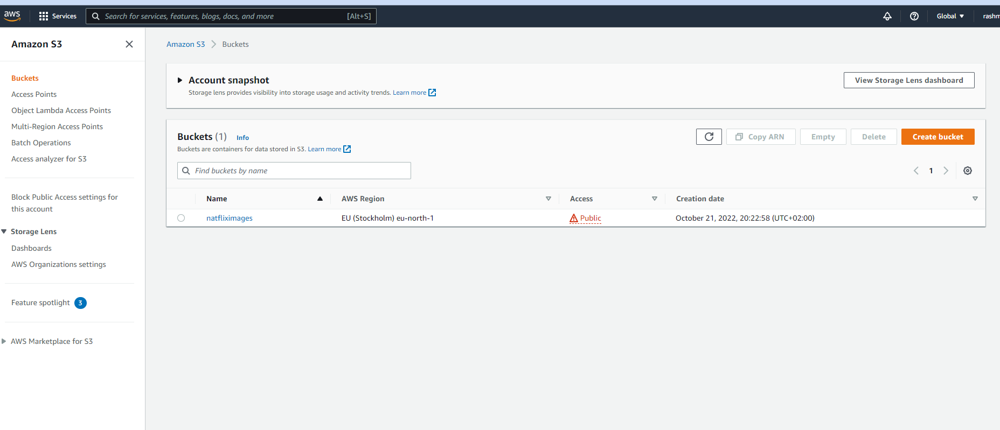 aws Services Search for services, features, blogs, docs, and more [Alt+S] Global rashm
Amazon S3
Buckets
Access Points
Object Lambda Access Points
Multi-Region Access Points
Batch Operations
Access analyzer for S3
Block Public Access settings for
this account
Storage Lens
Dashboards
AWS Organizations settings
Feature spotlight 3
AWS Marketplace for S3
Amazon S3 Buckets
Account snapshot
Storage lens provides visibility into storage usage and activity trends. Learn more
View Storage Lens dashboard
Buckets (1) Info
Buckets are containers for data stored in S3. Learn more
Copy ARN Empty Delete Create bucket
Find buckets by name
1
Name AWS Region Access Creation date
natfliximages EU (Stockholm) eu-north-1 Public October 21, 2022, 20:22:58 (UTC+02:00)